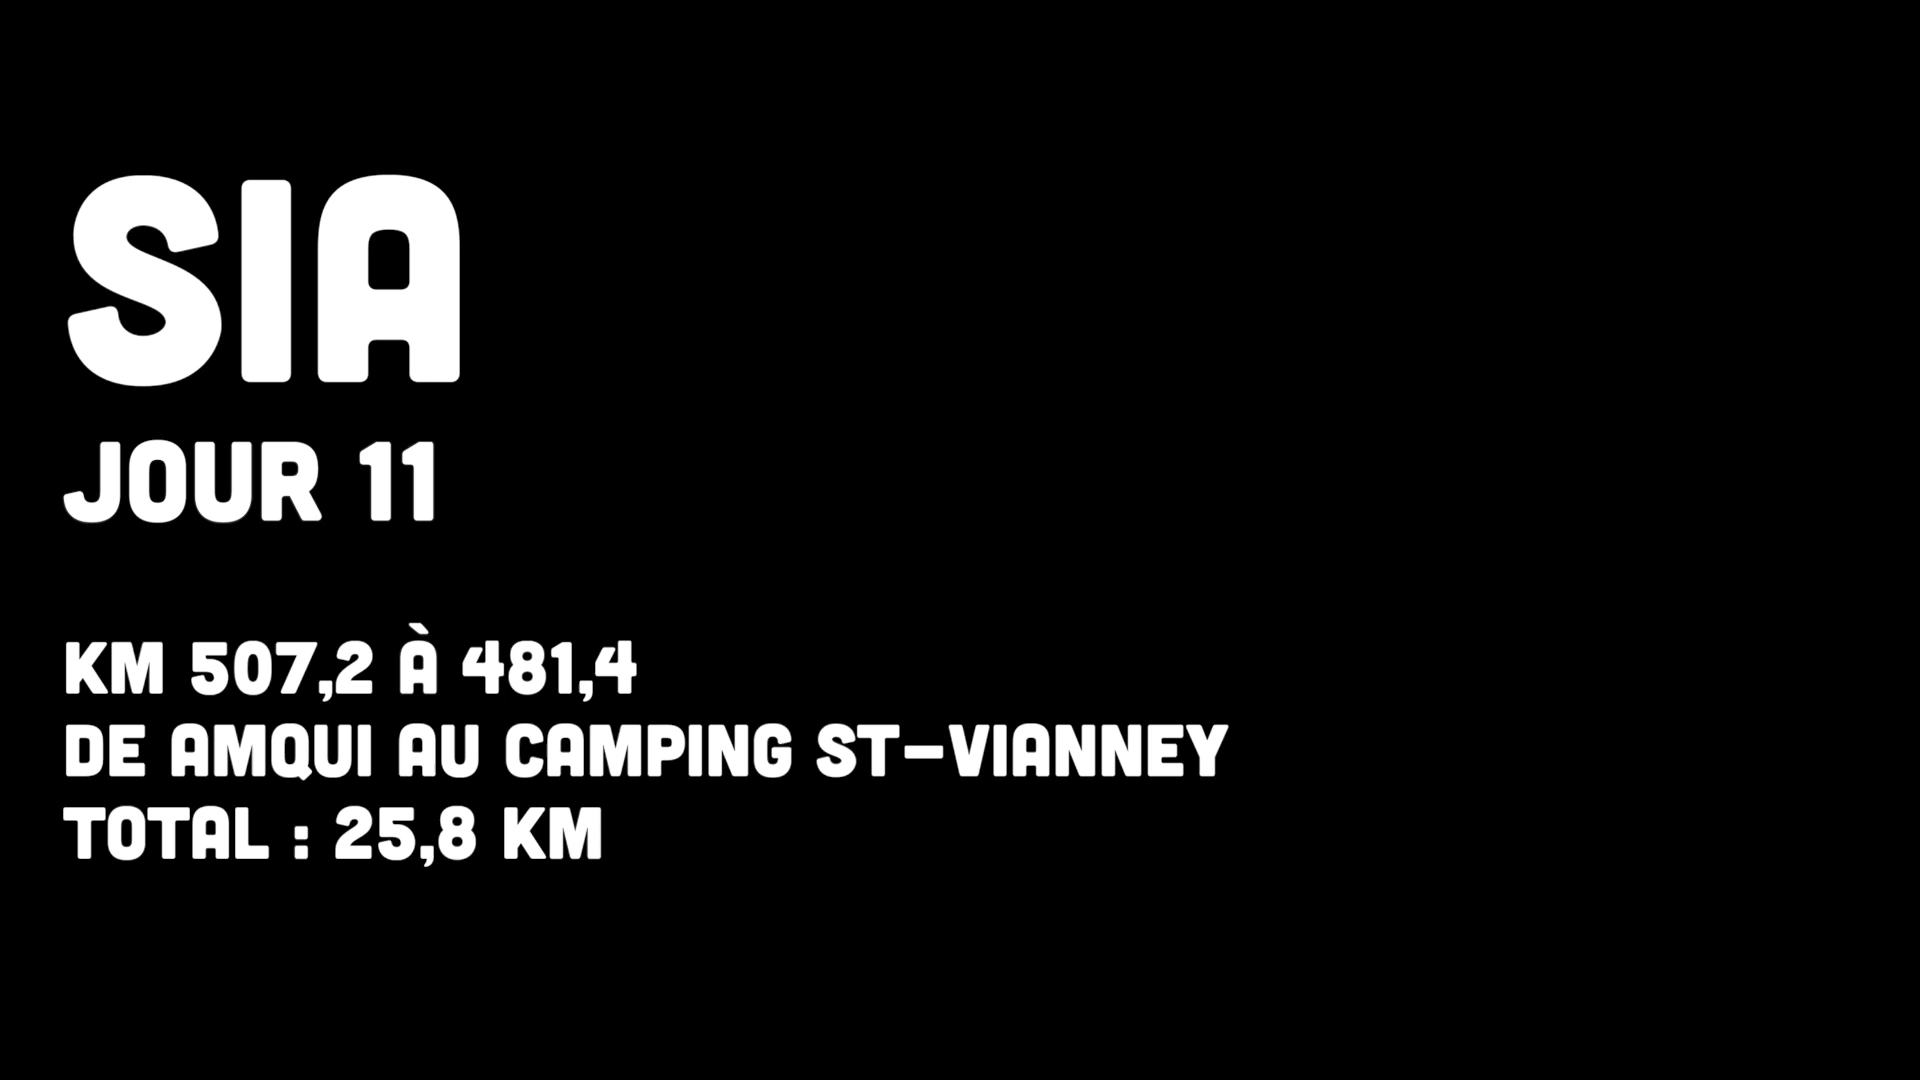 SIA
JOUR 11
KM 507,2 À 481,4
DE AMQUI AU CAMPING ST-VIANNEY
TOTAL : 25,8 KM